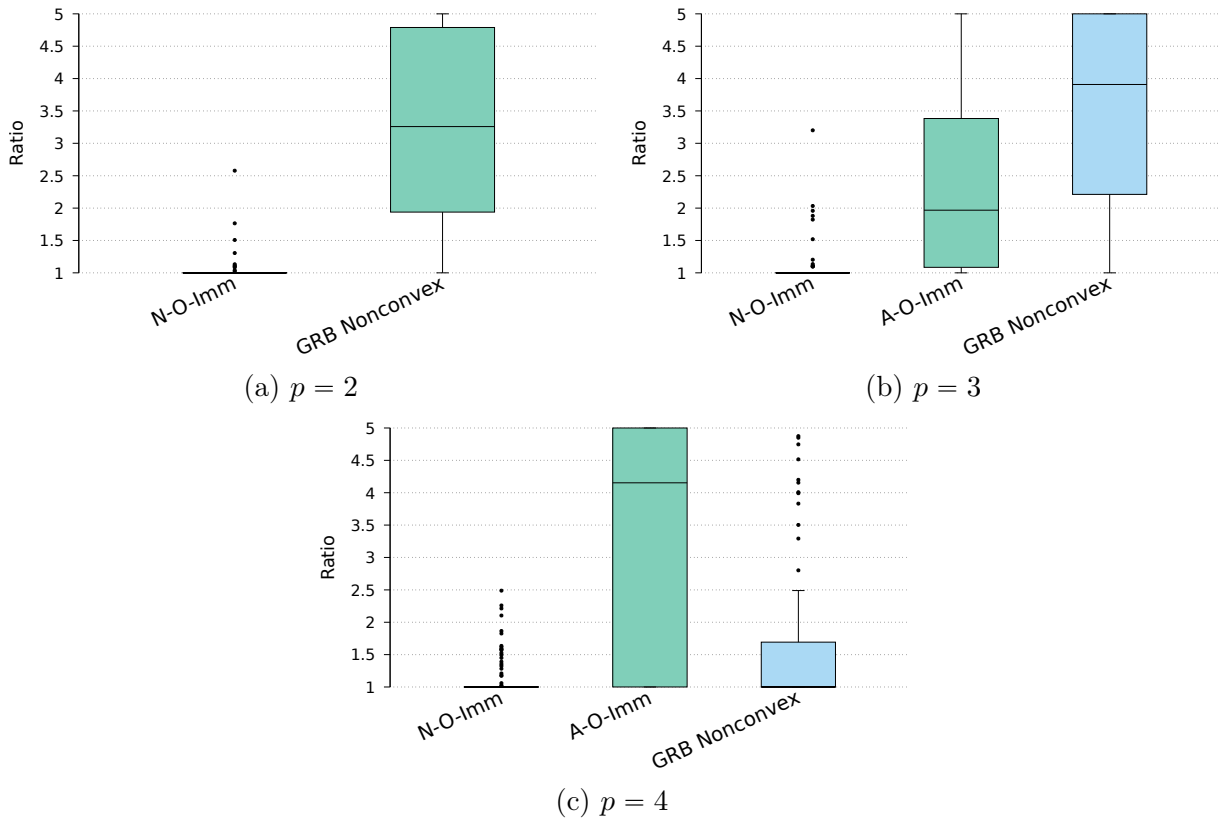 5
4.5
4
3.5
3
2.5
2
1.5
1
Ratio
N-O-Imm
GRB Nonconvex
(a) p = 2
5
4.5
4
3.5
3
2.5
2
1.5
1
Ratio
N-O-Imm
A-O-Imm
GRB Nonconvex
(b) p = 3
5
4.5
4
3.5
3
2.5
2
1.5
1
Ratio
N-O-Imm
A-O-Imm
GRB Nonconvex
(c) p = 4